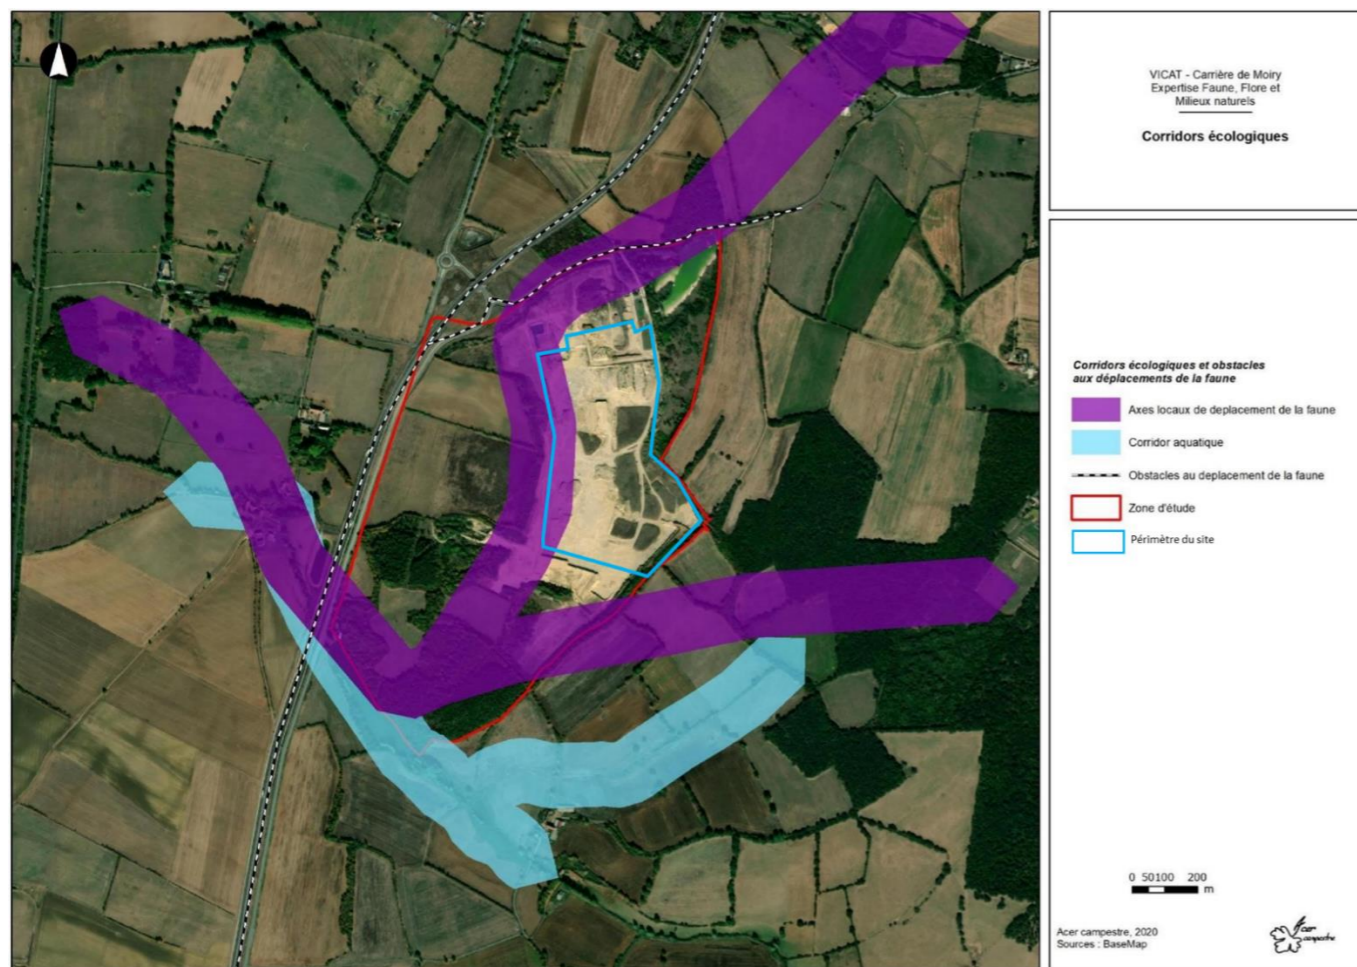 VICAT - Carrière de Moiry
Expertise Faune, Flore et
Milieux naturels
Corridors écologiques
Corridors écologiques et obstacles
aux déplacements de la faune
Axes locaux de deplacement de la faune
Corridor aquatique
Obstacles au deplacement de la faune
Zone d'étude
Périmètre du site
0 50100 200
m
Acer campestre, 2020
Sources : BaseMap
acer
campestre